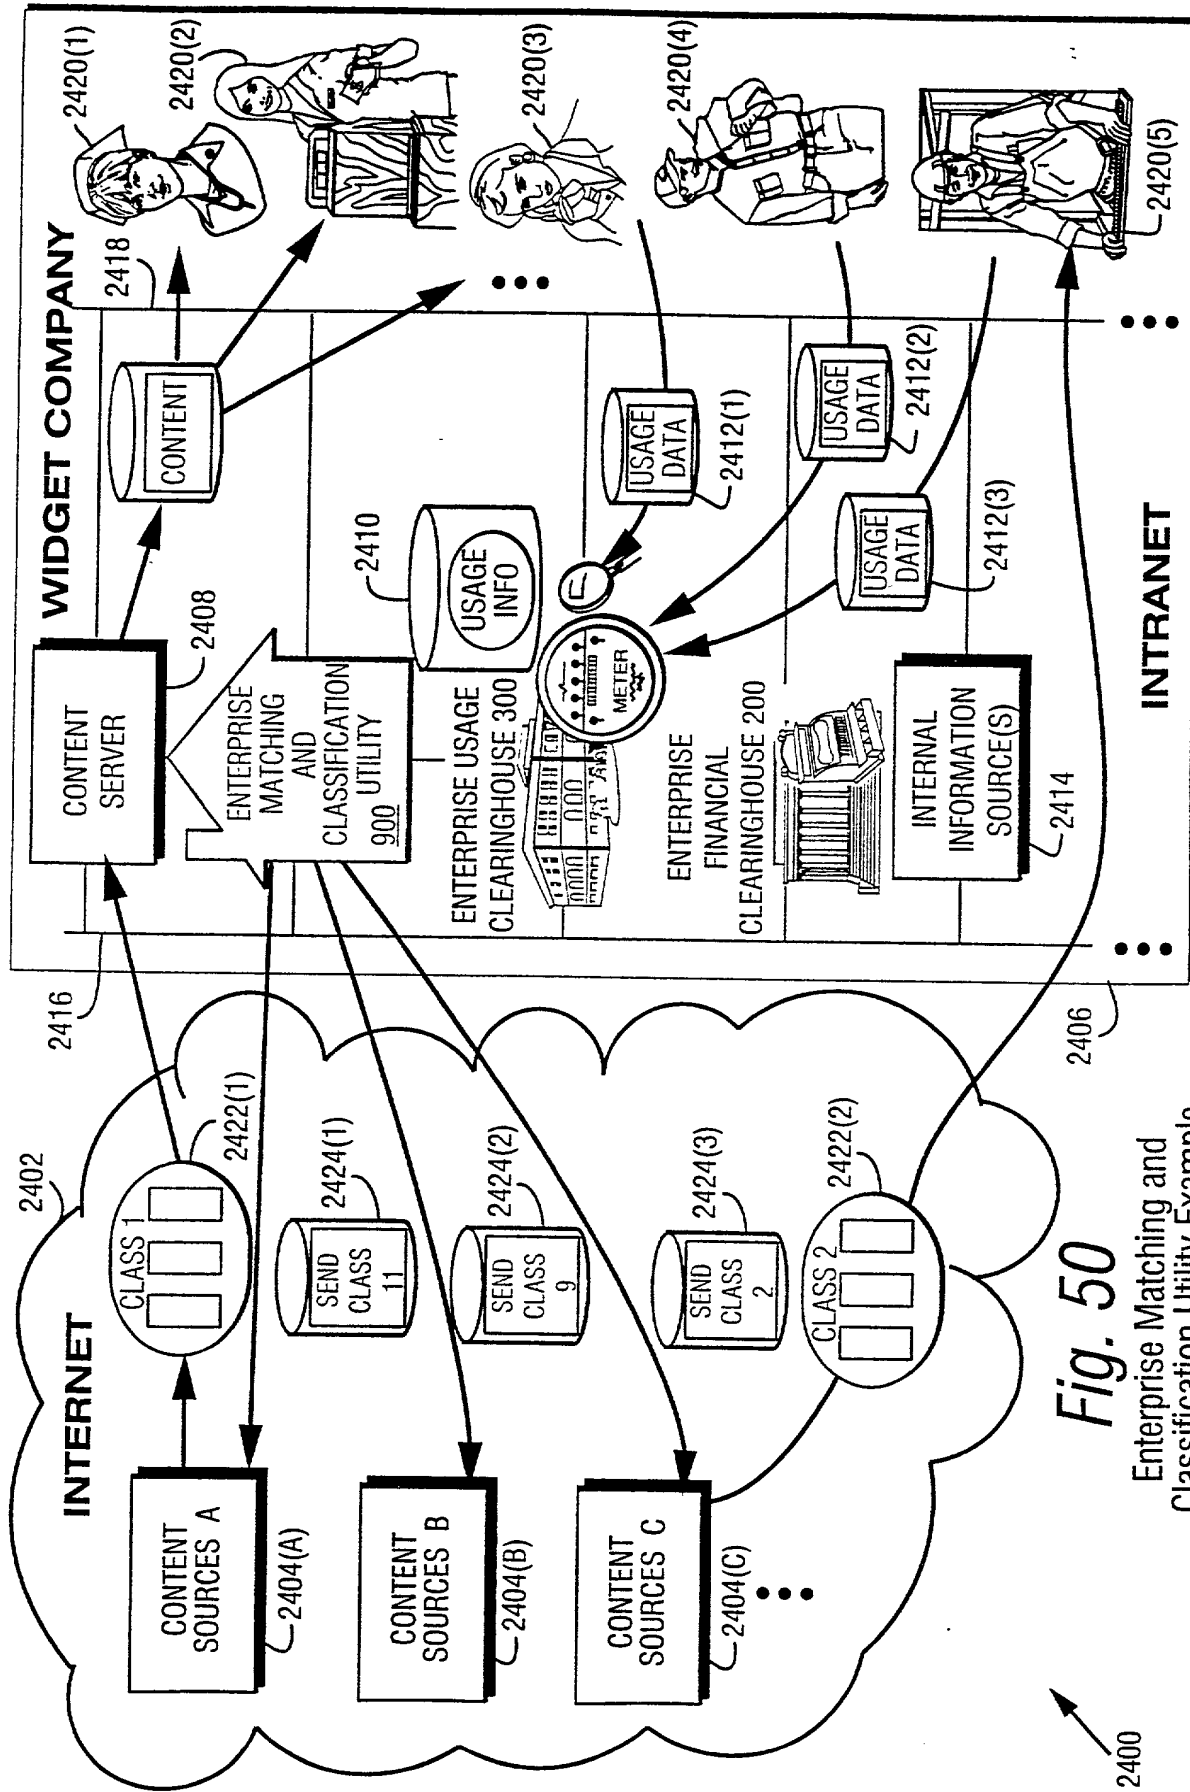 INTERNET
2402
CLASS 1
2422(1)
CONTENT
SOURCES A
2404(A)
SEND
CLASS
11
2424(1)
CONTENT
SOURCES B
2404(B)
SEND
CLASS
9
2424(2)
CONTENT
SOURCES C
2404(C)
SEND
CLASS
2
2424(3)
CLASS 2
2422(2)
WIDGET COMPANY
2416
CONTENT
SERVER
2408
CONTENT
2418
2420(1)
2420(2)
2420(3)
2420(4)
2420(5)
ENTERPRISE
MATCHING
AND
CLASSIFICATION
UTILITY
900
2410
USAGE
INFO
ENTERPRISE USAGE
CLEARINGHOUSE 300
METER
USAGE
DATA
2412(1)
USAGE
DATA
2412(2)
USAGE
DATA
2412(3)
ENTERPRISE
FINANCIAL
CLEARINGHOUSE 200
INTERNAL
INFORMATION
SOURCE(S)
2414
INTRANET
2406
2400
Fig. 50
Enterprise Matching and
Classification Utility Example